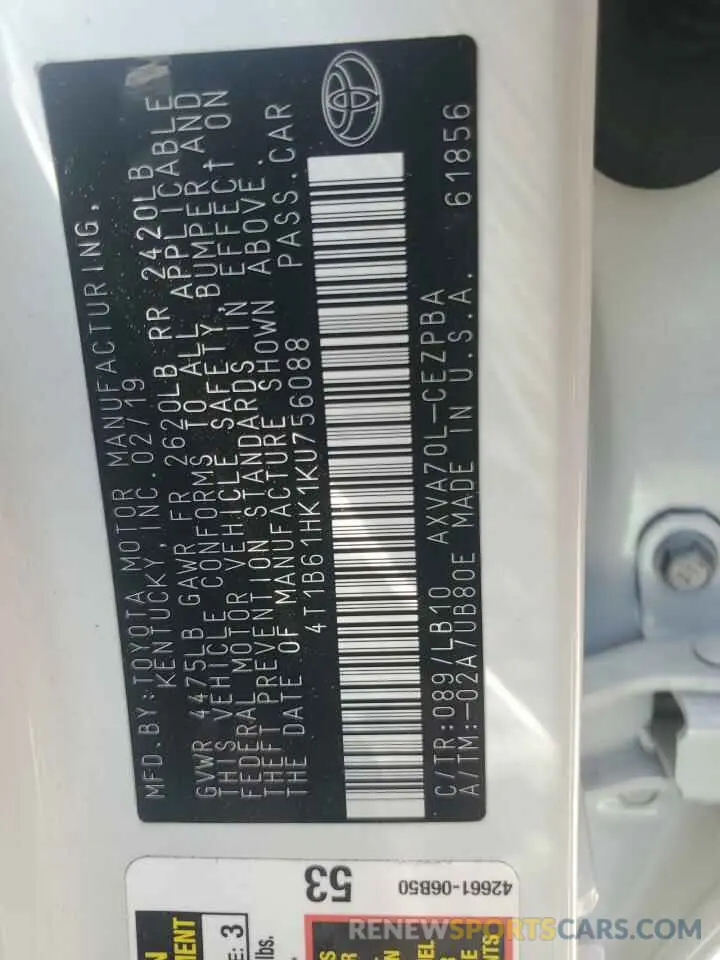 MFD.BY:TOYOTA MOTOR MANUFACTURING,
KENTUCKY,INC.02/19
GVWR 4475LB GAWR FR 2620LB RR 2420LB
THIS VEHICLE CONFORMS TO ALL APPLICABLE
FEDERAL MOTOR VEHICLE SAFETY, BUMPER, AND
THEFT PREVENTION STANDARDS IN EFFECT ON
THE DATE OF MANUFACTURE SHOWN ABOVE.
4T1B61HK1KU756088 PASS.CAR
C/TR:089/LB10 AXVA70L-CEZPBA
A/TM:-02A/UB80E MADE IN U.S.A. 61856
53
42661-06B50
E: 3
lbs.
RENEWSPORTSCARS.COM